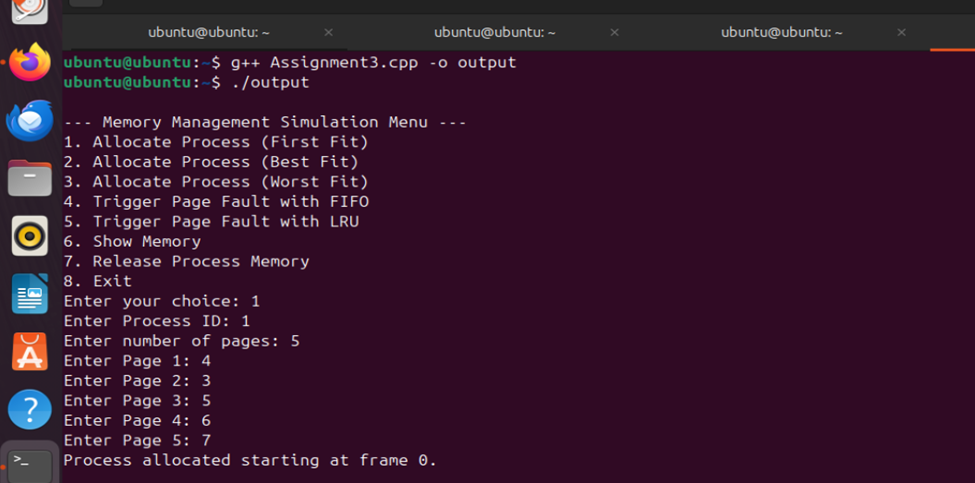 ubuntu@ubuntu: ~ × ubuntu@ubuntu: ~ × ubuntu@ubuntu: ~ ×
ubuntu@ubuntu:~$ g++ Assignment3.cpp -o output
ubuntu@ubuntu:~$ ./output
--- Memory Management Simulation Menu ---
1. Allocate Process (First Fit)
2. Allocate Process (Best Fit)
3. Allocate Process (Worst Fit)
4. Trigger Page Fault with FIFO
5. Trigger Page Fault with LRU
6. Show Memory
7. Release Process Memory
8. Exit
Enter your choice: 1
Enter Process ID: 1
Enter number of pages: 5
Enter Page 1: 4
Enter Page 2: 3
Enter Page 3: 5
Enter Page 4: 6
Enter Page 5: 7
Process allocated starting at frame 0.